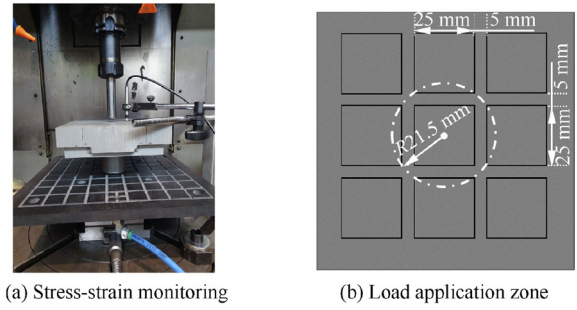 25 mm
5 mm
5 mm
25 mm
R21.5 mm
(a) Stress-strain monitoring
(b) Load application zone